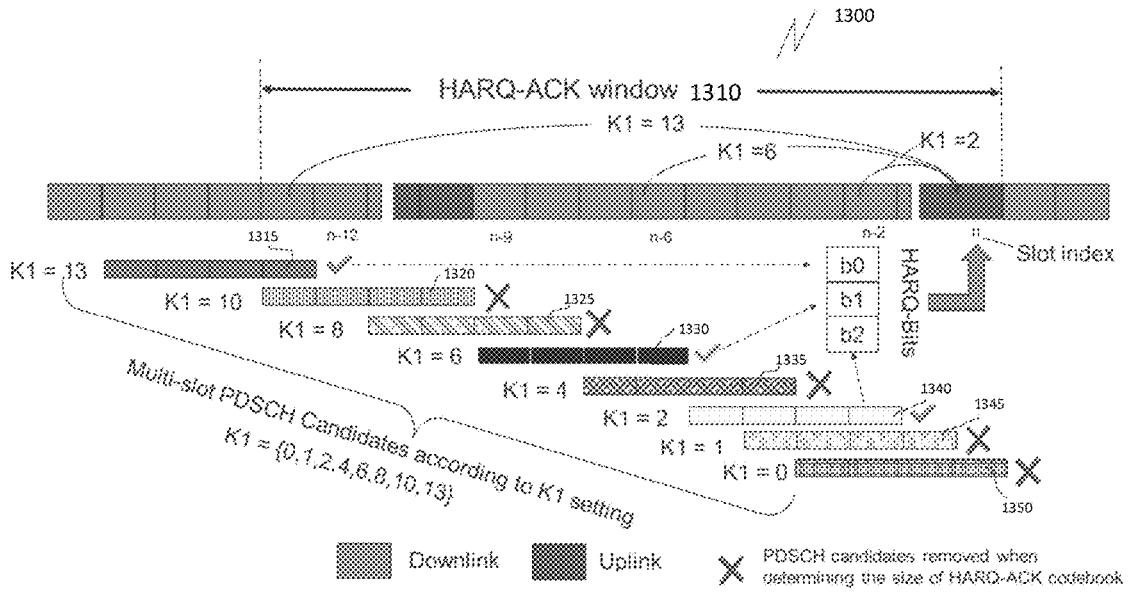 1300
HARQ-ACK window 1310
K1 = 13
K1 =6
K1 =2
n-12
n-9
n-6
n-2
n
Slot index
K1 = 13
1315
K1 = 10
1320
K1 = 8
1325
K1 = 6
1330
K1 = 4
1335
K1 = 2
1340
K1 = 1
1345
K1 = 0
1350
b0
b1
b2
HARQ-Bits
Multi-slot PDSCH Candidates according to K1 setting
K1 = {0,1,2,4,6,8,10,13}
Downlink
Uplink
PDSCH candidates removed when
determining the size of HARQ-ACK codebook